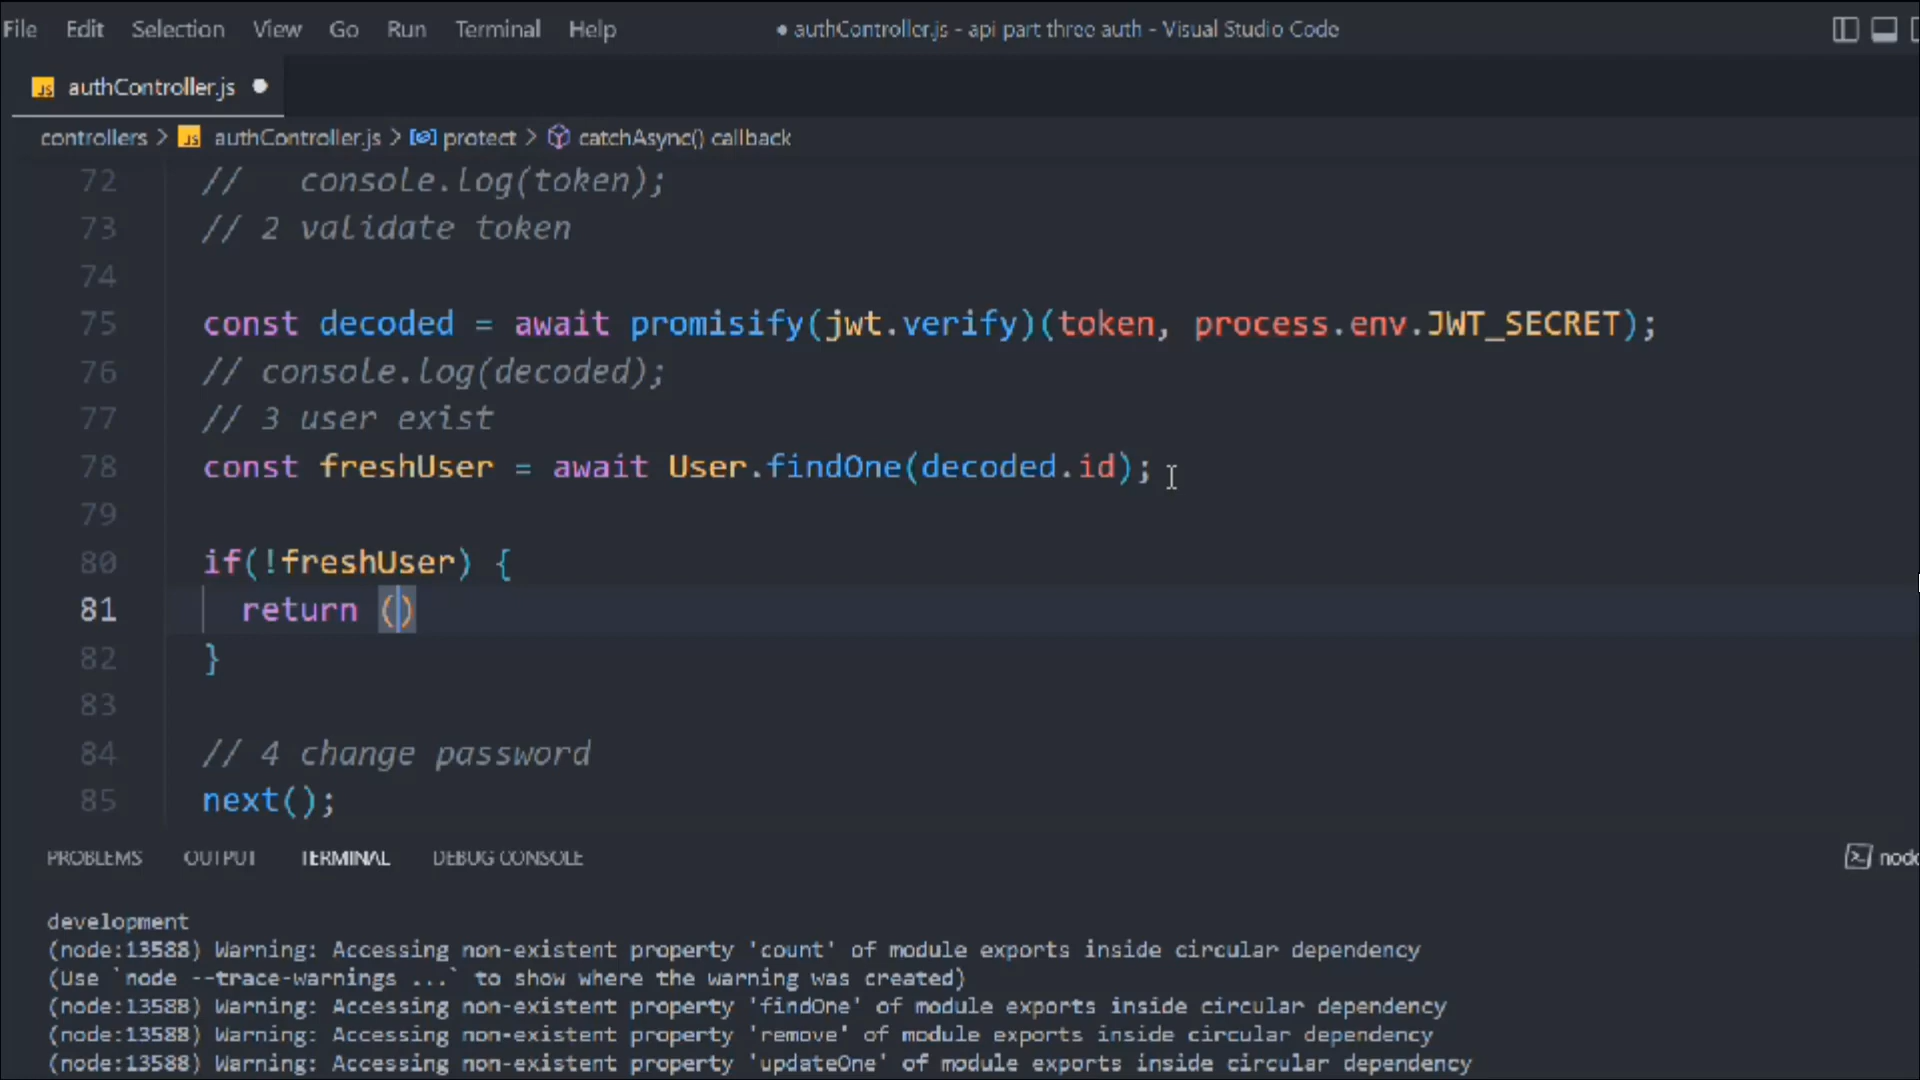 File Edit Selection View Go Run Terminal Help ● authController.js - api part three auth - Visual Studio Code
JS authController.js ●
controllers > JS authController.js > protect > catchAsync() callback
72 //   console.log(token);
73 // 2 validate token
74
75 const decoded = await promisify(jwt.verify)(token, process.env.JWT_SECRET);
76 // console.log(decoded);
77 // 3 user exist
78 const freshUser = await User.findOne(decoded.id);
79
80 if(!freshUser) {
81 return ()
82 }
83
84 // 4 change password
85 next();
PROBLEMS OUTPUT TERMINAL DEBUG CONSOLE node
development
(node:13588) Warning: Accessing non-existent property 'count' of module exports inside circular dependency
(Use `node --trace-warnings ...` to show where the warning was created)
(node:13588) Warning: Accessing non-existent property 'findOne' of module exports inside circular dependency
(node:13588) Warning: Accessing non-existent property 'remove' of module exports inside circular dependency
(node:13588) Warning: Accessing non-existent property 'updateOne' of module exports inside circular dependency